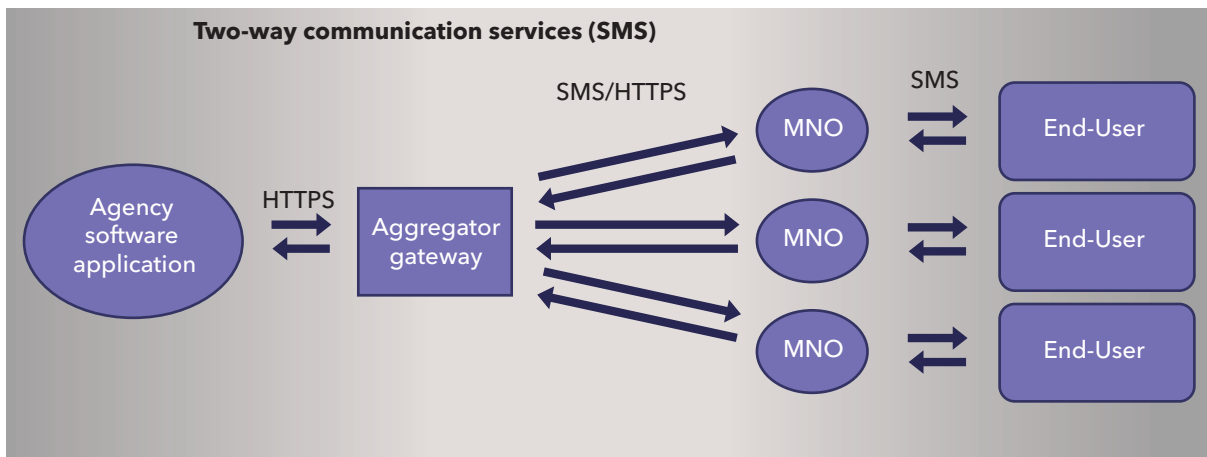 Two-way communication services (SMS)
SMS/HTTPS
SMS
MNO
End-User
HTTPS
Agency
software
application
Aggregator
gateway
MNO
End-User
MNO
End-User